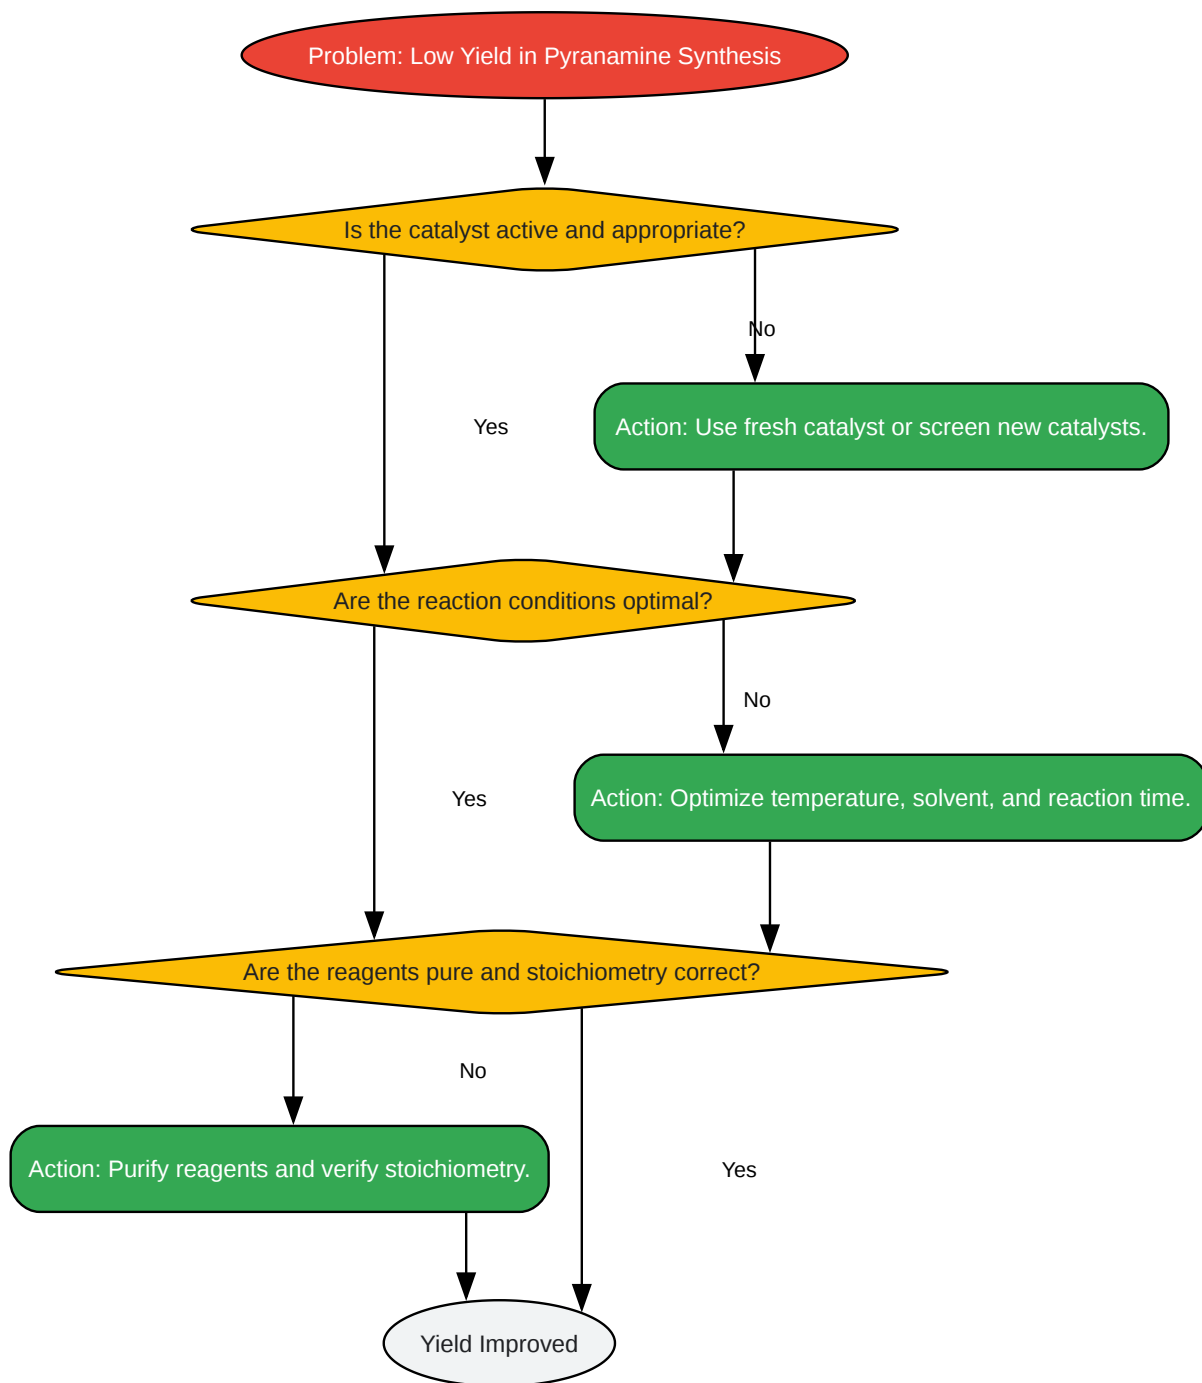 Problem: Low Yield in Pyranamine Synthesis
Is the catalyst active and appropriate?
No
Yes
Action: Use fresh catalyst or screen new catalysts.
Are the reaction conditions optimal?
No
Yes
Action: Optimize temperature, solvent, and reaction time.
Are the reagents pure and stoichiometry correct?
No
Action: Purify reagents and verify stoichiometry.
Yes
Yield Improved